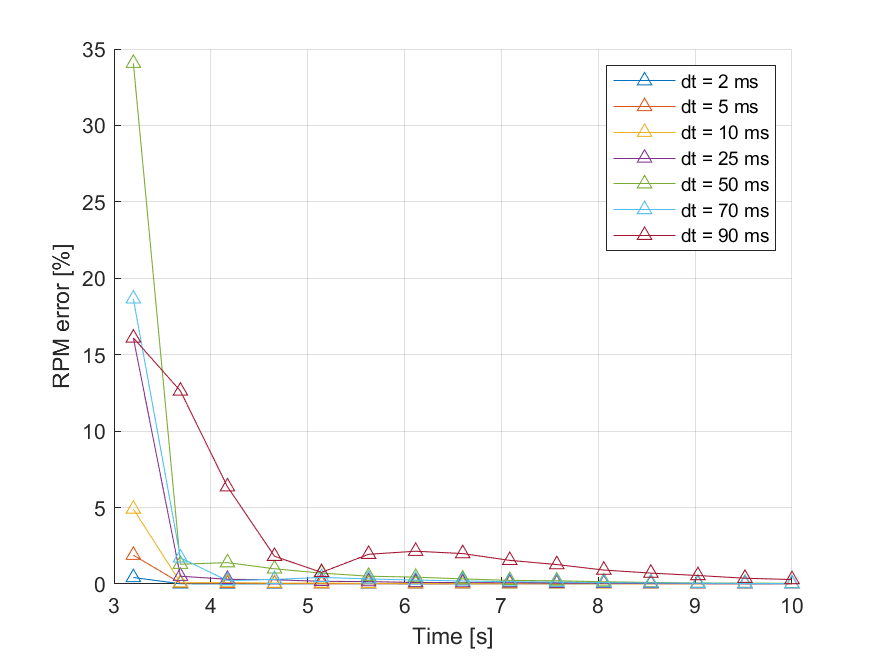 35
30
25
20
15
10
5
0
RPM error [%]
3 4 5 6 7 8 9 10
Time [s]
dt = 2 ms
dt = 5 ms
dt = 10 ms
dt = 25 ms
dt = 50 ms
dt = 70 ms
dt = 90 ms